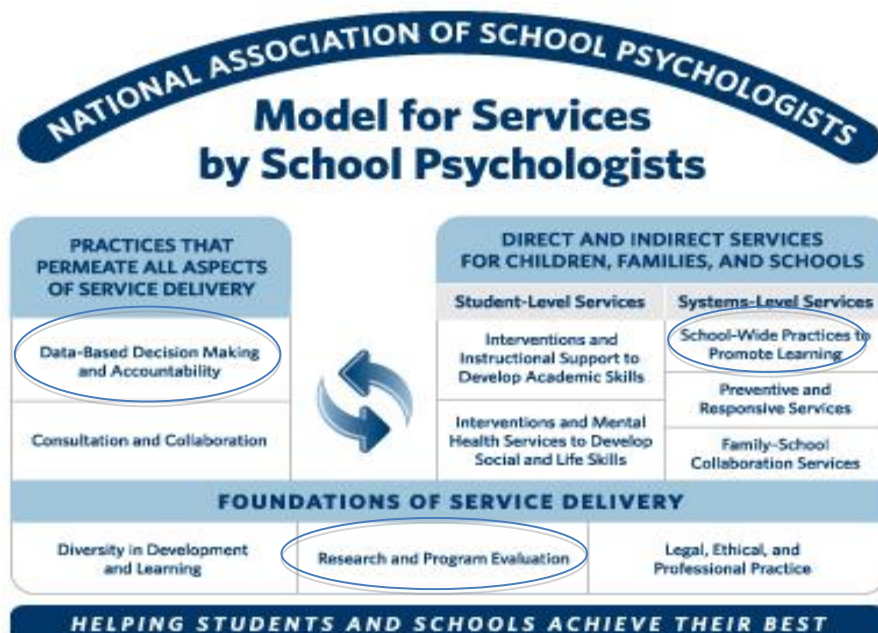 NATIONAL ASSOCIATION OF SCHOOL PSYCHOLOGISTS
Model for Services
by School Psychologists
PRACTICES THAT
PERMEATE ALL ASPECTS
OF SERVICE DELIVERY
Data-Based Decision Making
and Accountability
Consultation and Collaboration
DIRECT AND INDIRECT SERVICES
FOR CHILDREN, FAMILIES, AND SCHOOLS
Student-Level Services
Interventions and
Instructional Support to
Develop Academic Skills
Interventions and Mental
Health Services to Develop
Social and Life Skills
Systems-Level Services
School-Wide Practices to
Promote Learning
Preventive and
Responsive Services
Family-School
Collaboration Services
FOUNDATIONS OF SERVICE DELIVERY
Diversity in Development
and Learning
Research and Program Evaluation
Legal, Ethical, and
Professional Practice
HELPING STUDENTS AND SCHOOLS ACHIEVE THEIR BEST